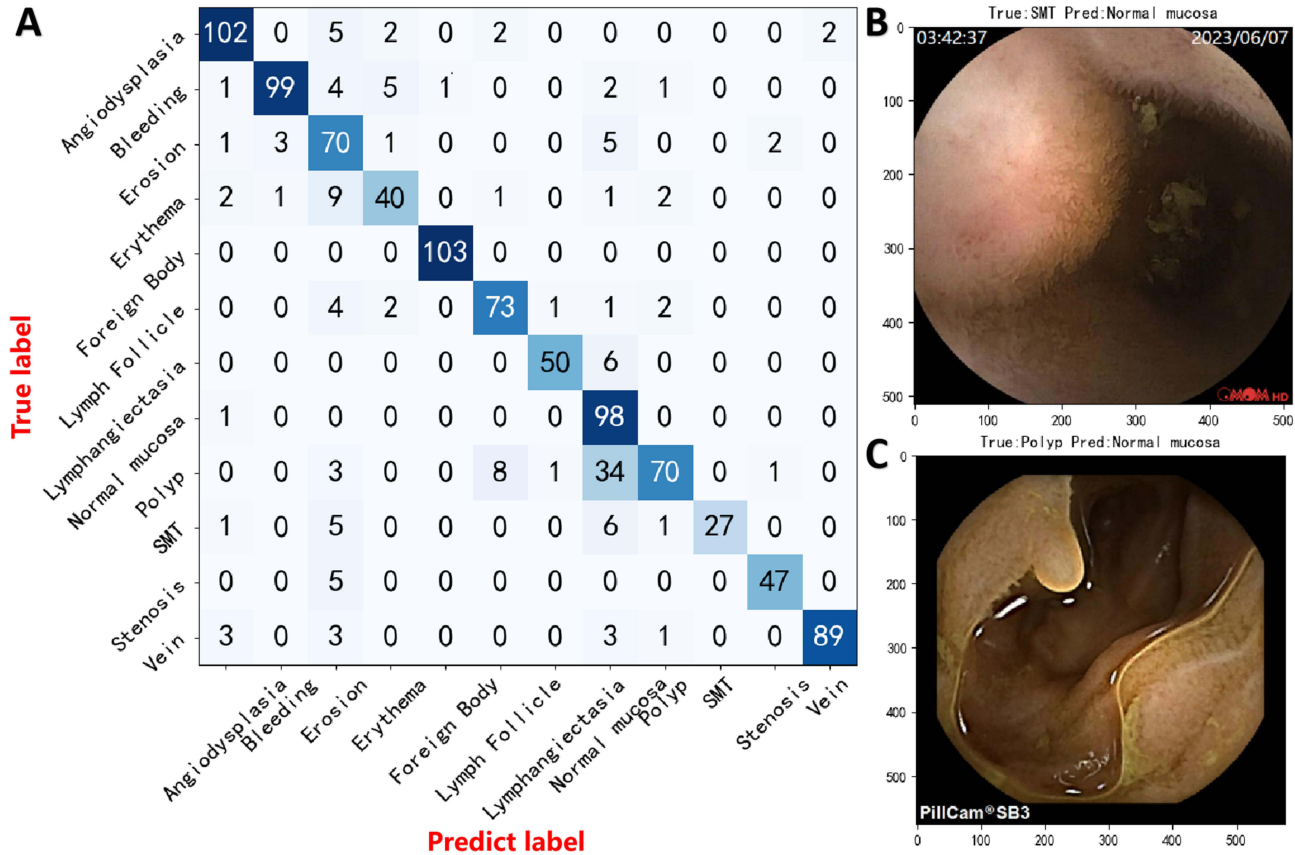 A
True label
Angiodysplasia 102 0 5 2 0 2 0 0 0 0 0 2
Bleeding 1 99 4 5 1 0 0 2 1 0 0 0
Erosion 1 3 70 1 0 0 0 5 0 0 2 0
Erythema 2 1 9 40 0 1 0 1 2 0 0 0
Foreign Body 0 0 0 0 103 0 0 0 0 0 0 0
Lymph Follicle 0 0 4 2 0 73 1 1 2 0 0 0
Lymphangiectasia 0 0 0 0 0 0 50 6 0 0 0 0
Normal mucosa 1 0 0 0 0 0 0 98 0 0 0 0
Polyp 0 0 3 0 0 8 1 34 70 0 1 0
SMT 1 0 5 0 0 0 0 6 1 27 0 0
Stenosis 0 0 5 0 0 0 0 0 0 0 47 0
Vein 3 0 3 0 0 0 0 3 1 0 0 89
Angiodysplasia Bleeding Erosion Erythema Foreign Body Lymph Follicle Lymphangiectasia Normal mucosa Polyp SMT Stenosis Vein
Predict label
B
True:SMT Pred:Normal mucosa
03:42:37 2023/06/07
0
100
200
300
400
500
OMOM HD
0 100 200 300 400 500
C
True:Polyp Pred:Normal mucosa
0
100
200
300
400
500
PillCam®SB3
0 100 200 300 400 500